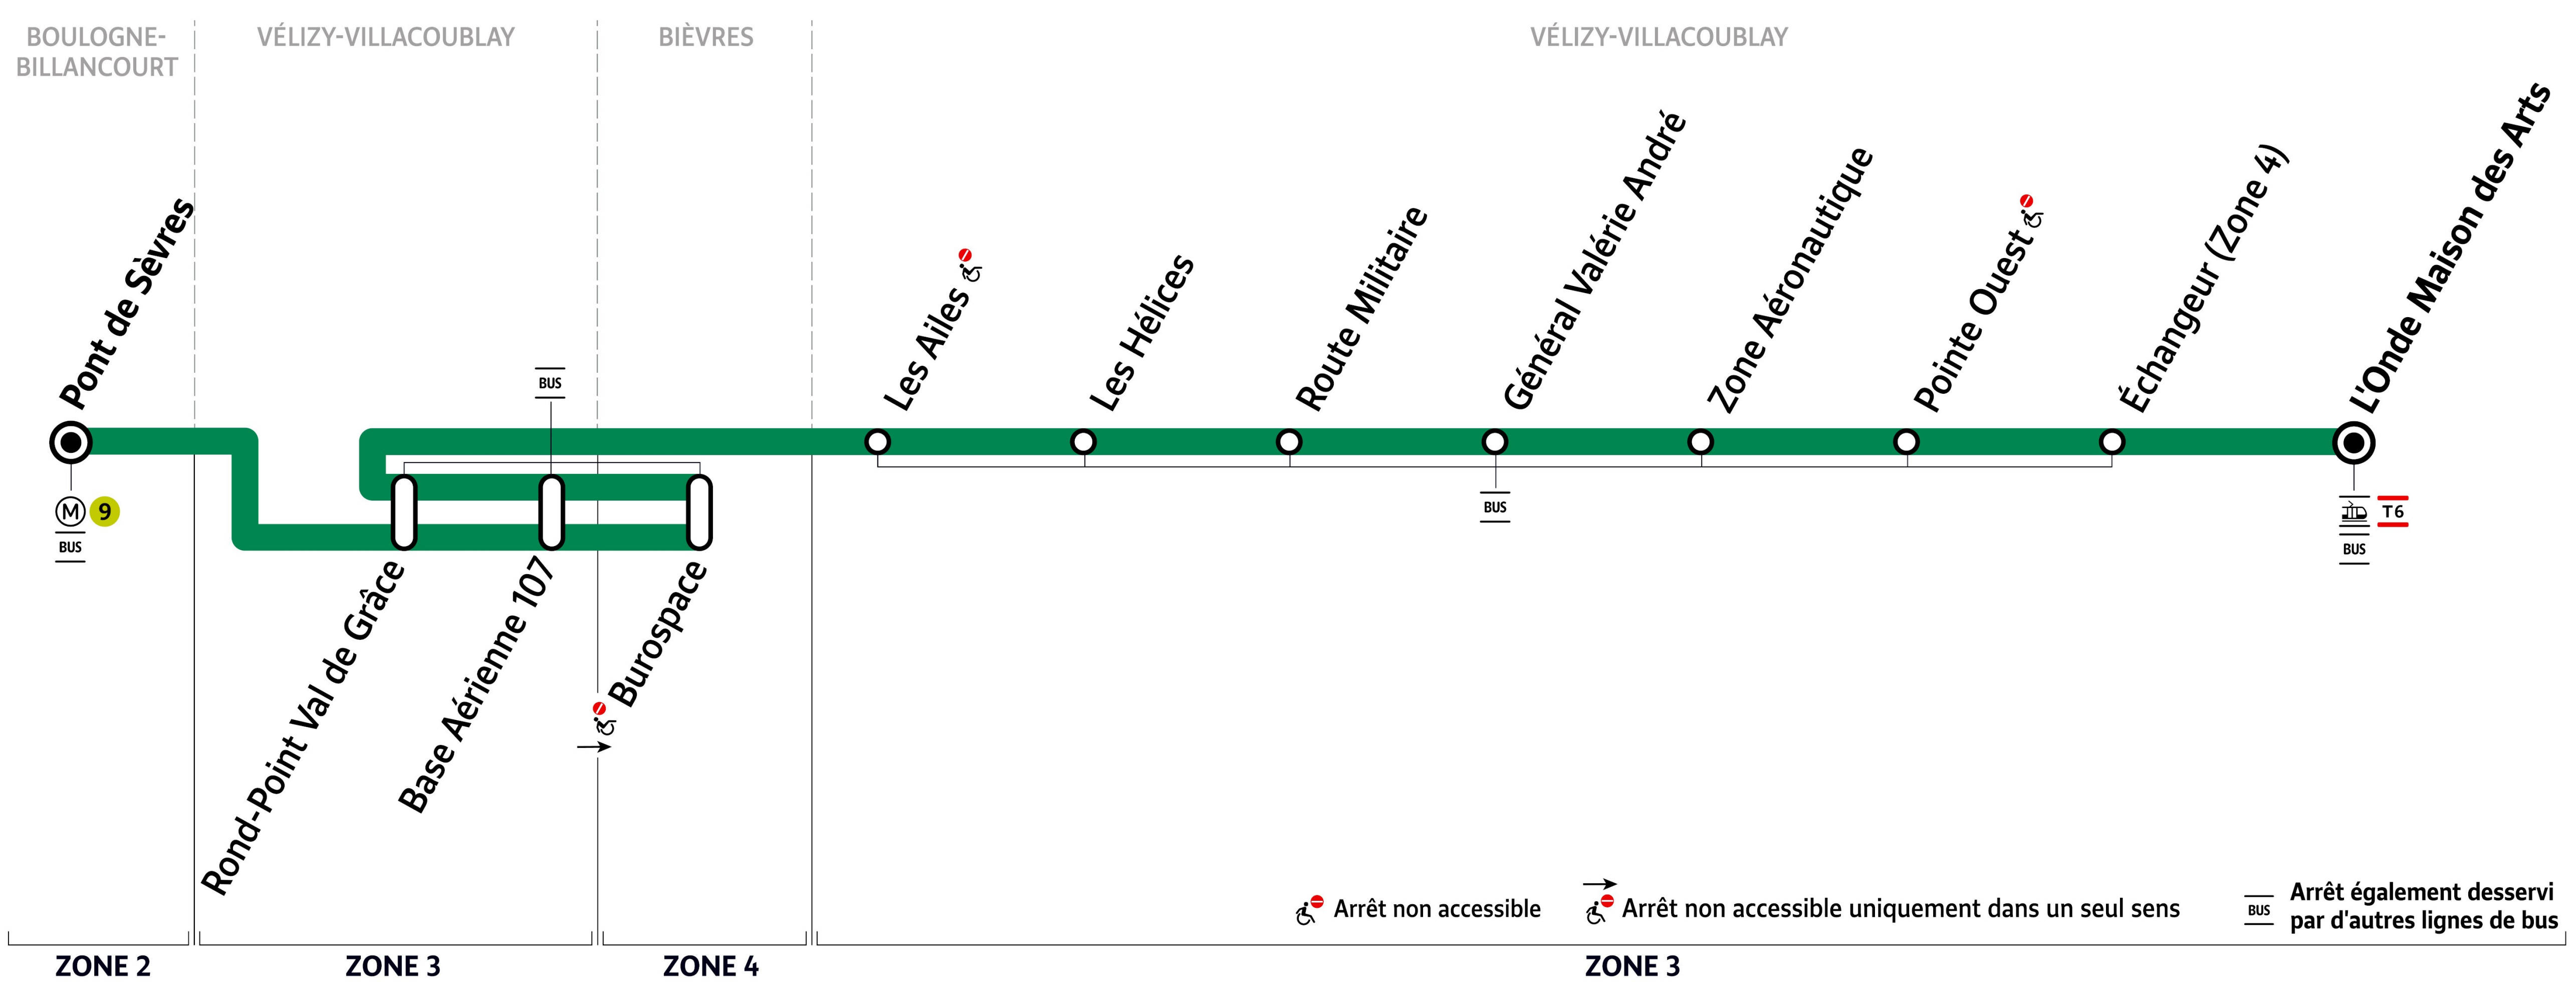 BOULOGNE-
BILLANCOURT
VÉLIZY-VILLACOUBLAY
BIÈVRES
VÉLIZY-VILLACOUBLAY
Pont de Sèvres
M 9
BUS
BUS
Rond-Point Val de Grâce
Base Aérienne 107
Burospace
Les Ailes
Les Hélices
Route Militaire
Général Valérie André
BUS
Zone Aéronautique
Pointe Ouest
Échangeur (Zone 4)
L'Onde Maison des Arts
T6
BUS
Arrêt non accessible
Arrêt non accessible uniquement dans un seul sens
BUS
Arrêt également desservi
par d'autres lignes de bus
ZONE 2
ZONE 3
ZONE 4
ZONE 3